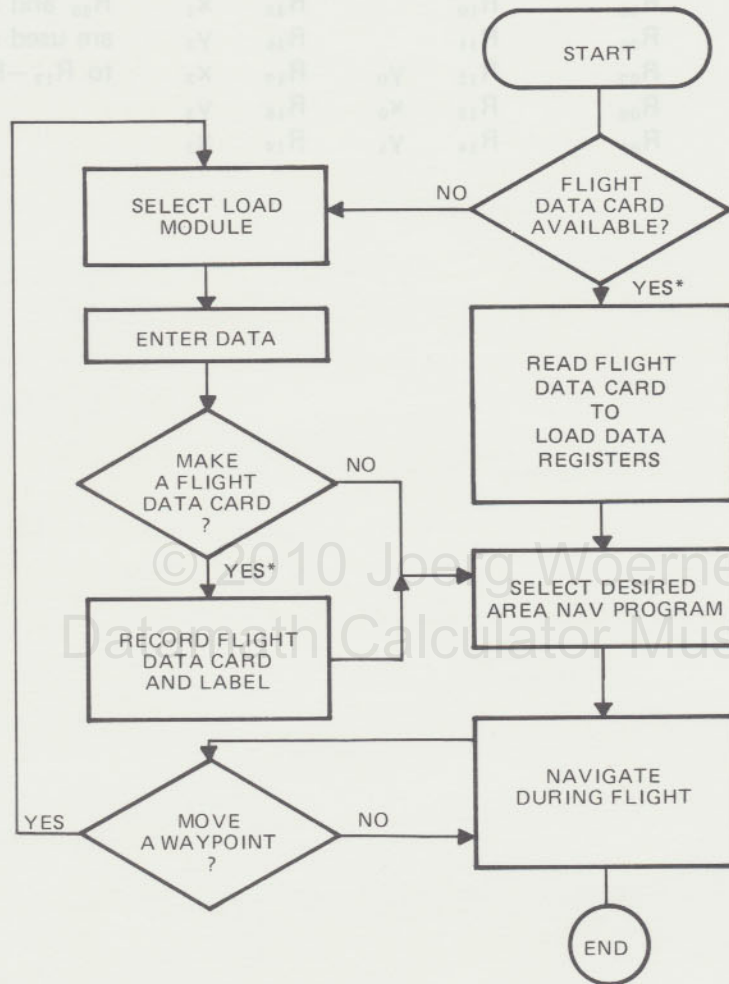 START
FLIGHT
DATA CARD
AVAILABLE?
NO
YES*
SELECT LOAD
MODULE
ENTER DATA
READ FLIGHT
DATA CARD
TO
LOAD DATA
REGISTERS
MAKE
A FLIGHT
DATA CARD
?
NO
YES*
RECORD FLIGHT
DATA CARD
AND LABEL
SELECT DESIRED
AREA NAV PROGRAM
NAVIGATE
DURING FLIGHT
MOVE
A WAYPOINT
?
YES
NO
END
© 2010 Joerg Woerne
Datamath Calculator Mus